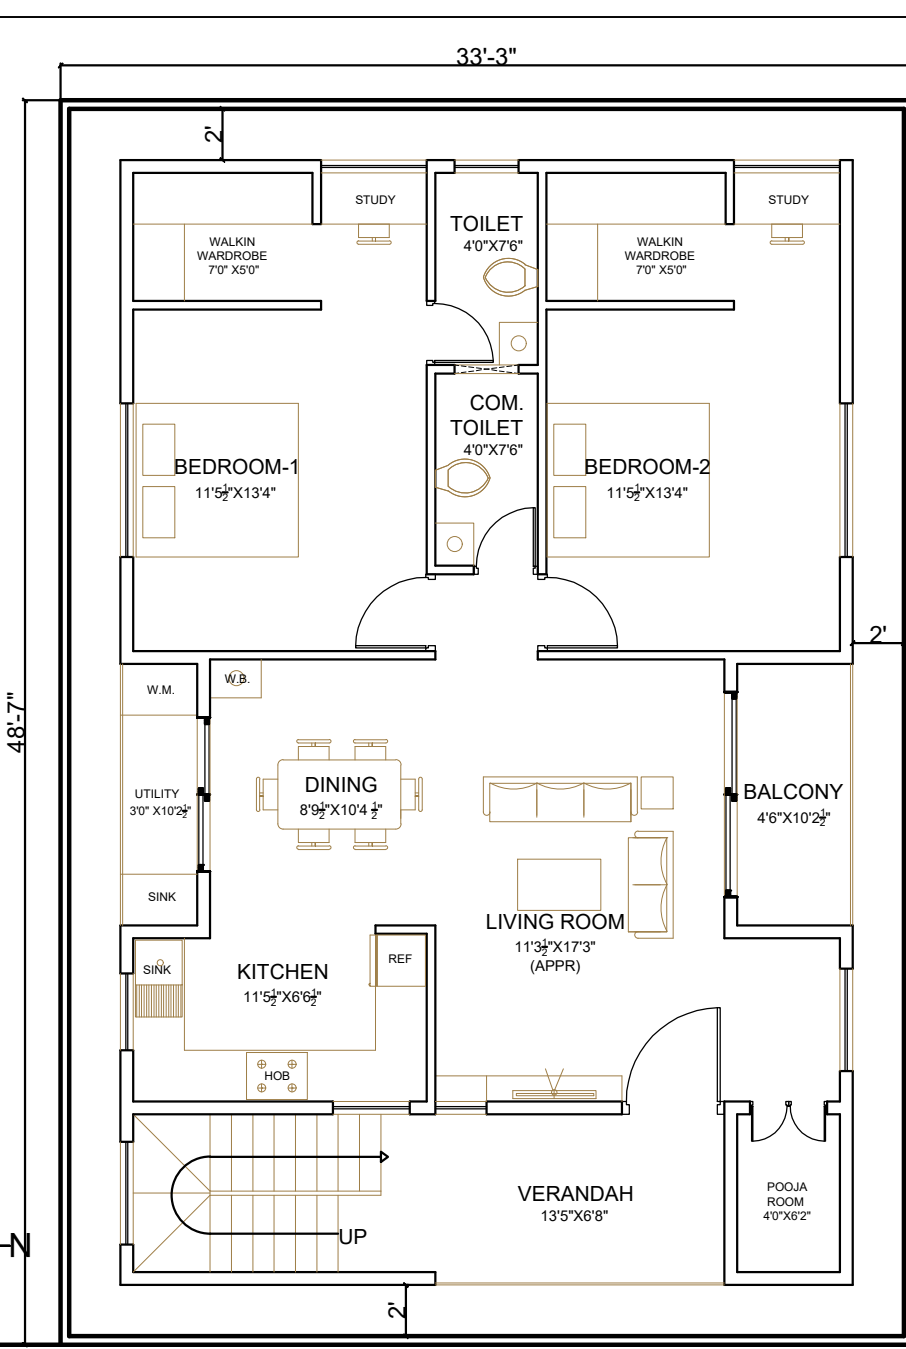 33'-3"
2'
STUDY
STUDY
TOILET
4'0"X7'6"
WALKIN
WARDROBE
7'0" X5'0"
WALKIN
WARDROBE
7'0" X5'0"
COM.
TOILET
4'0"X7'6"
BEDROOM-1
11'5½"X13'4"
BEDROOM-2
11'5½"X13'4"
2'
W.M.
W.B.
48'-7"
UTILITY
3'0" X10'2½"
DINING
8'9½"X10'4 ½"
BALCONY
4'6"X10'2½"
SINK
LIVING ROOM
11'3½"X17'3"
(APPR)
SINK
KITCHEN
11'5½"X6'6½"
REF
HOB
VERANDAH
13'5"X6'8"
POOJA
ROOM
4'0"X6'2"
UP
N
2'